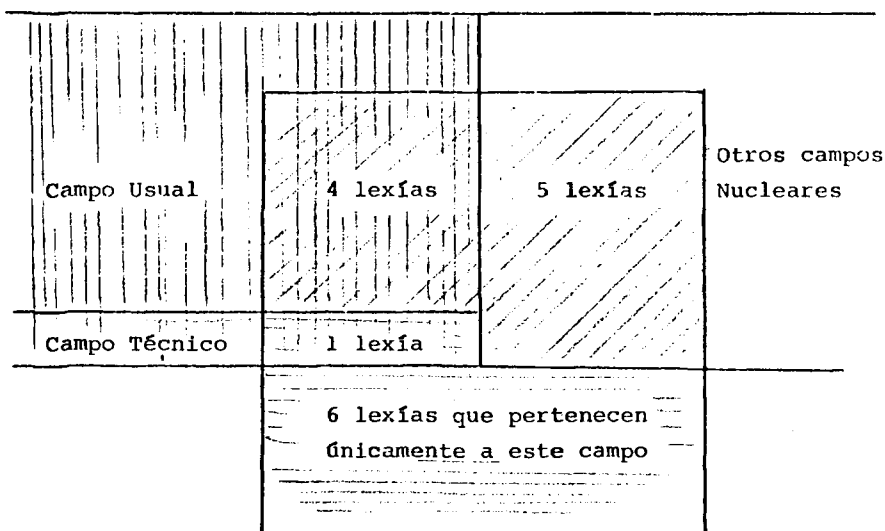 Otros campos
Campo Usual 4 lexías 5 lexías Nucleares
Campo Técnico 1 lexía
6 lexías que pertenecen
únicamente a este campo